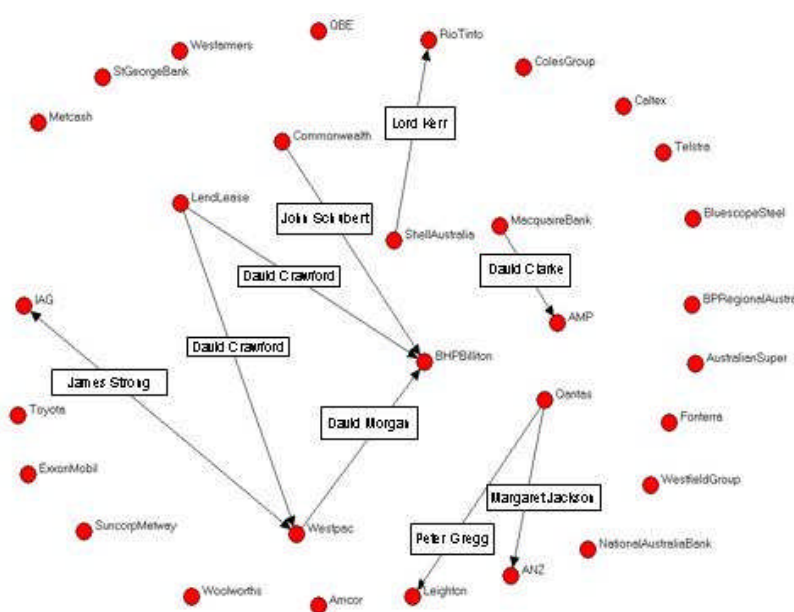 QBE
RioTinto
Wesfarmers
ColesGroup
StGeorgeBank
Caltex
Metcash
Lord Kerr
Commonwealth
Telstra
LendLease
John Schubert
MacquaireBank
BluescopeSteel
ShellAustralia
David Crawford
David Clarke
IAG
BPRegionalAustra
AMP
David Crawford
BHPBilliton
AustralianSuper
James Strong
Qantas
Toyota
David Morgan
Fonterra
ExxonMobil
WestfieldGroup
Margaret Jackson
SuncorpMetway
Westpac
Peter Gregg
NationalAustraliaBank
ANZ
Woolworths
Amcor
Leighton